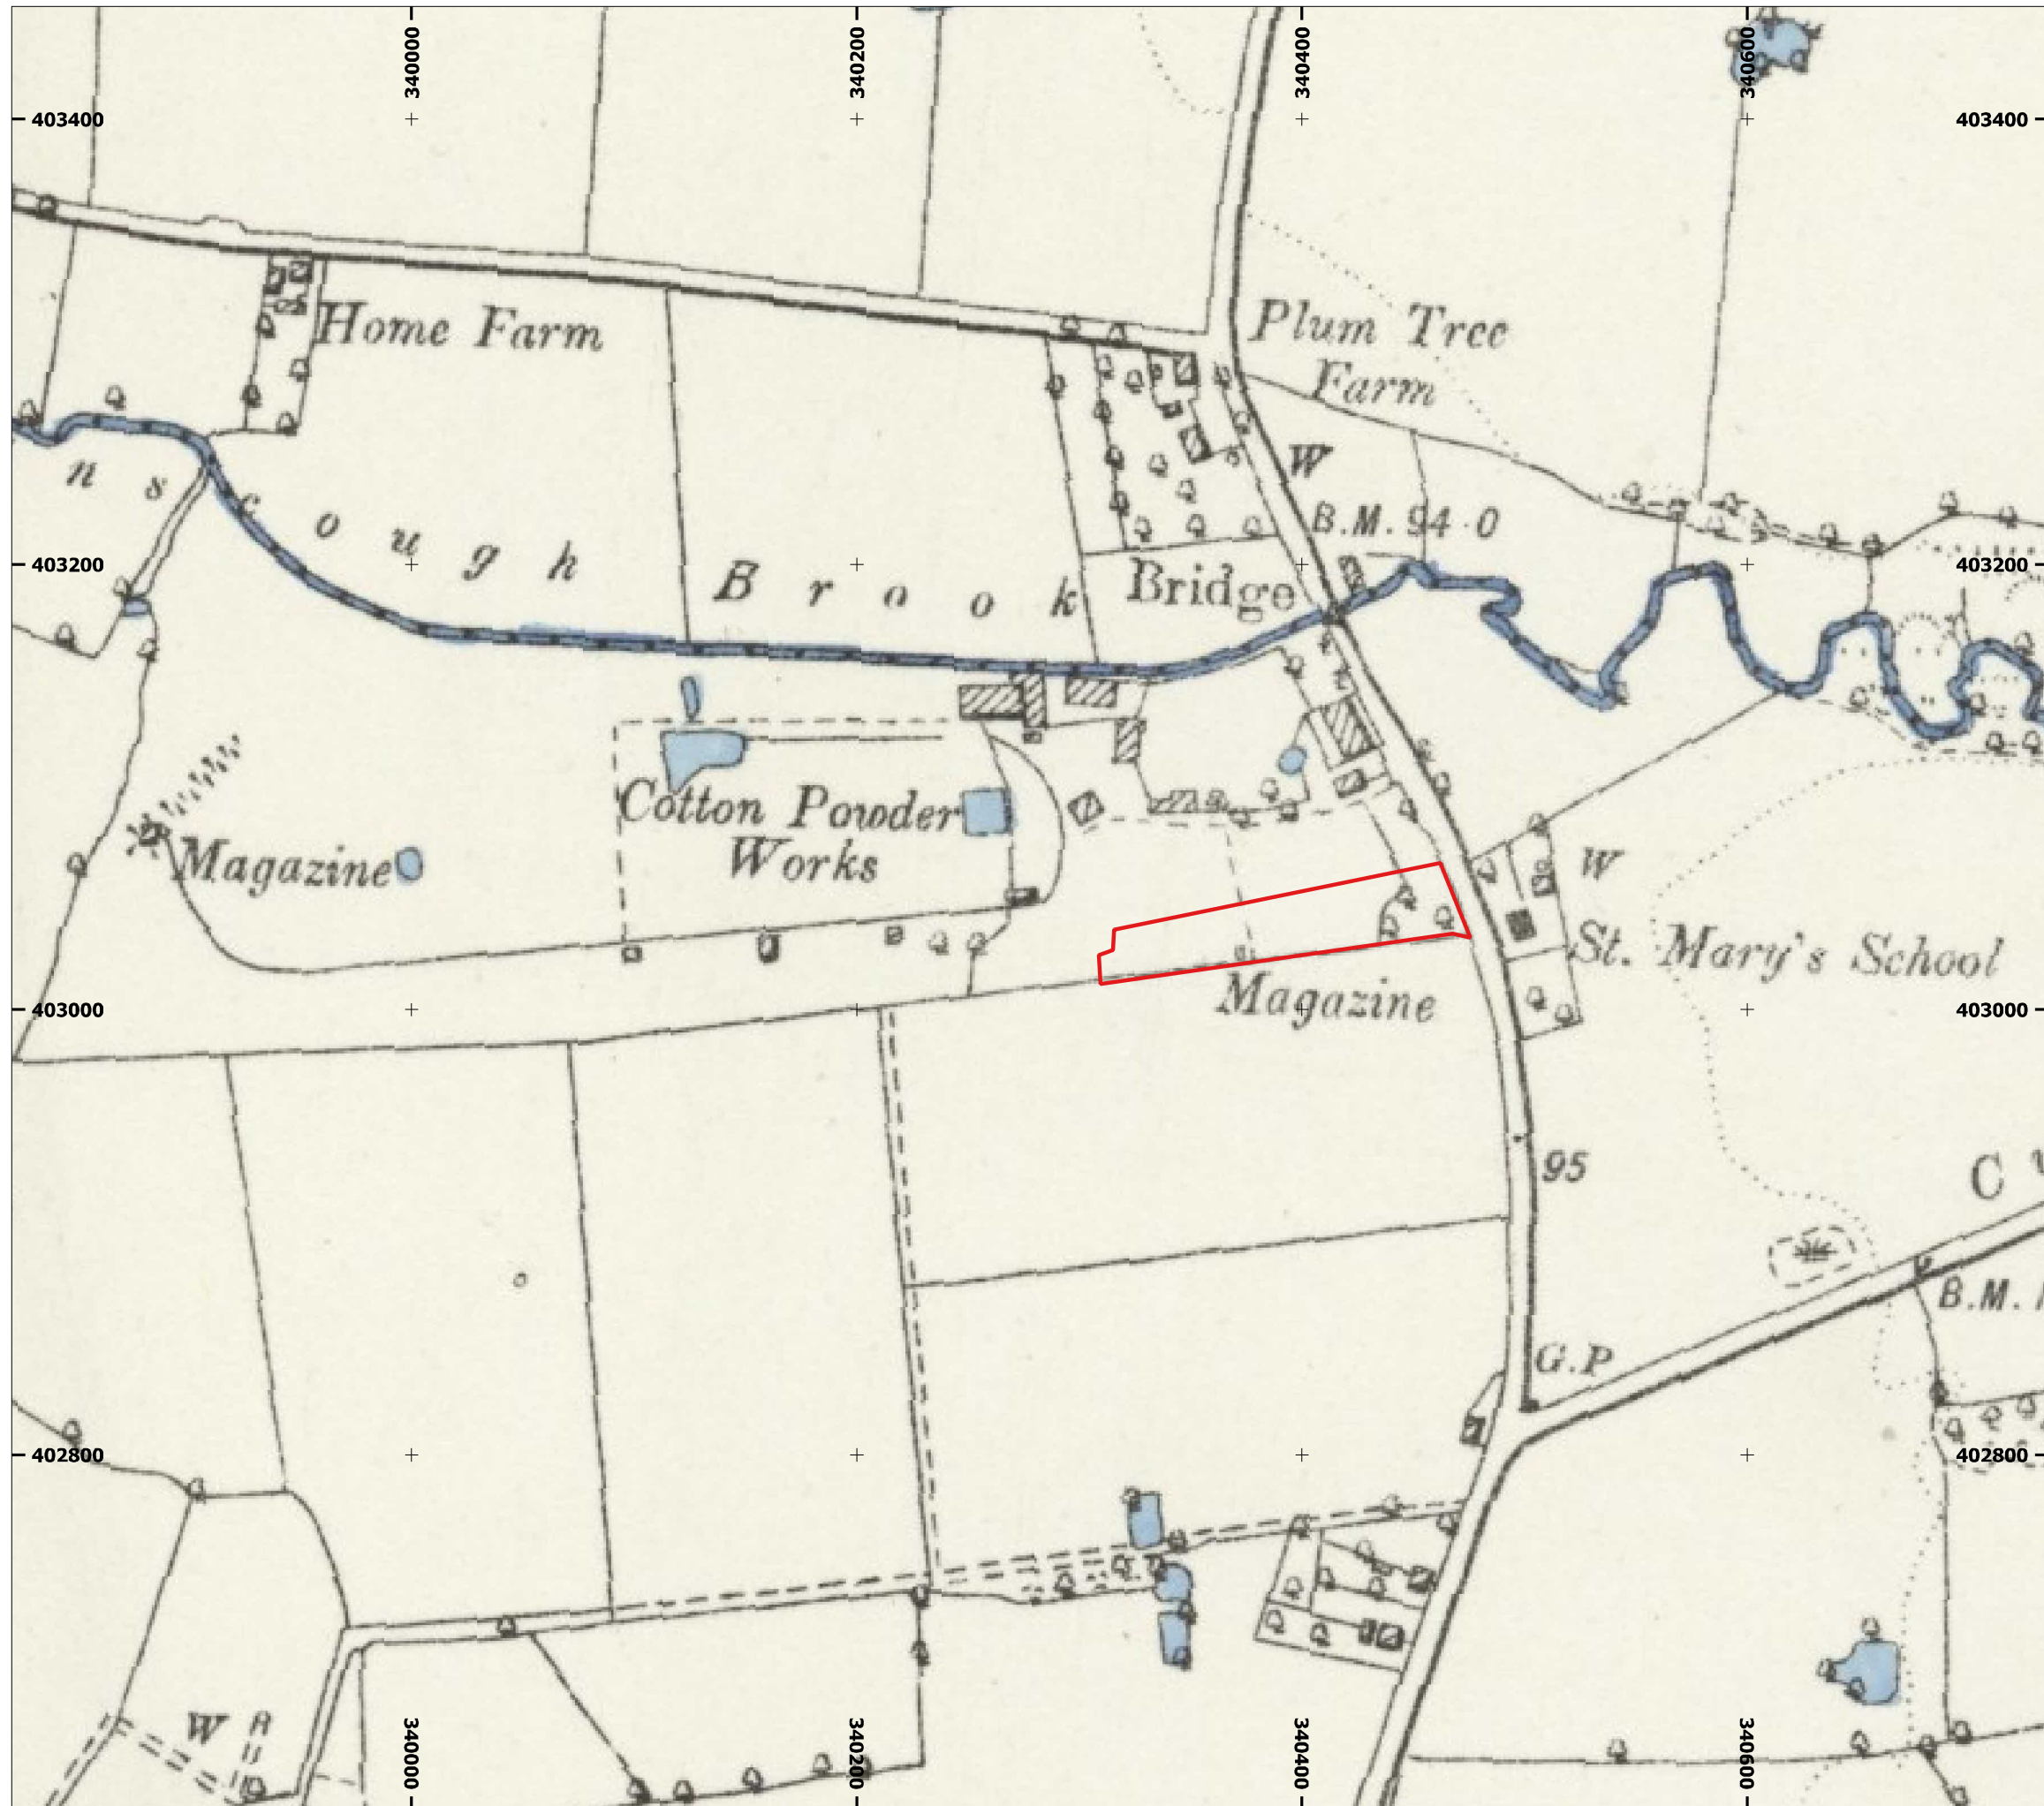 340000
340200
340400
340600
403400
403400
Home Farm
Plum Tree
Farm
W
n s c o u g h B r o o k
B.M. 94·0
403200
403200
Bridge
Cotton Powder
Works
Magazine
W
St. Mary's School
Magazine
403000
403000
95
C
G.P
B.M.
402800
402800
W
340000
340200
340400
340600